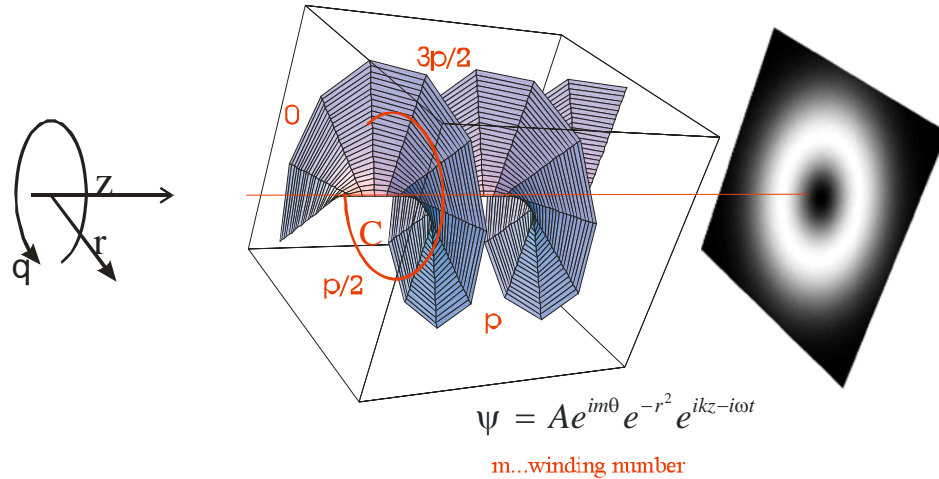 3p/2
0
z
r
q
C
p/2
p
ψ = Ae^{imθ} e^{-r^2} e^{ikz-iωt}
m...winding number